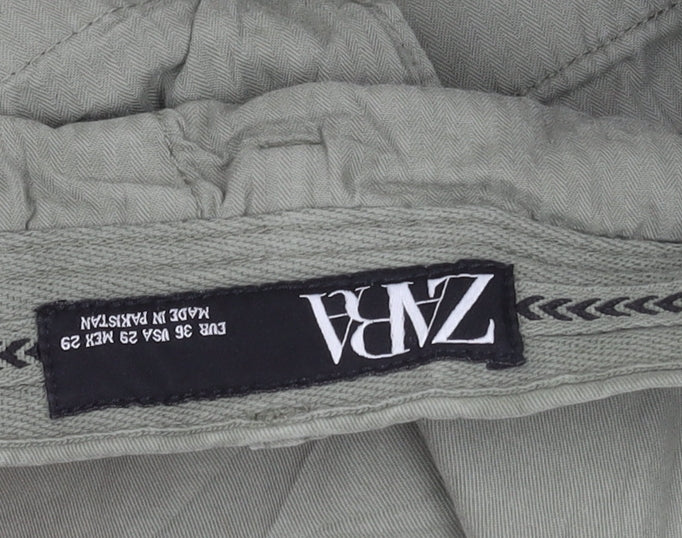 ZARA
EUR 36 USA 29 MEX 29
MADE IN PAKISTAN